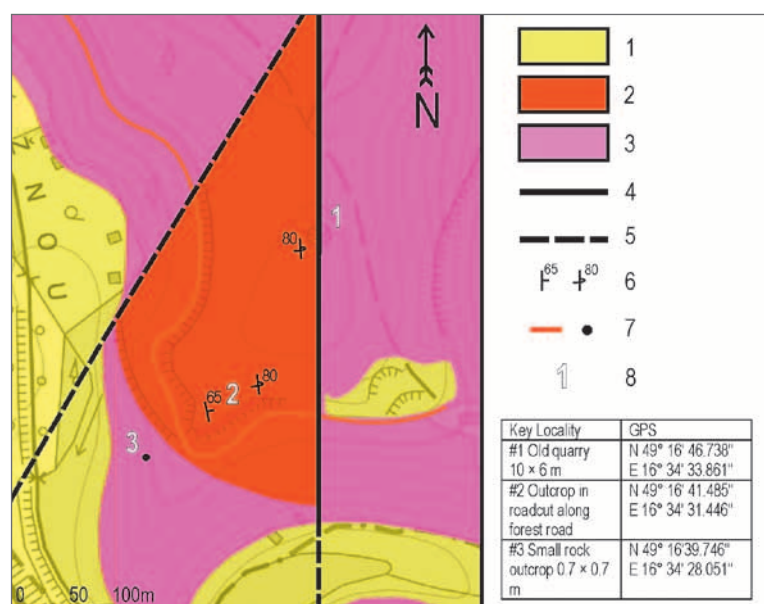 N
80
1
80
65
2
3
N
N
O
U
0 50 100m
1
2
3
4
5
65 80 6
7
1 8
Key Locality GPS
#1 Old quarry N 49° 16' 46.738"
10 × 6 m E 16° 34' 33.861"
#2 Outcrop in N 49° 16' 41.485"
roadcut along E 16° 34' 31.446"
forest road
#3 Small rock N 49° 16'39.746"
outcrop 0.7 × 0.7 E 16° 34' 28.051"
m